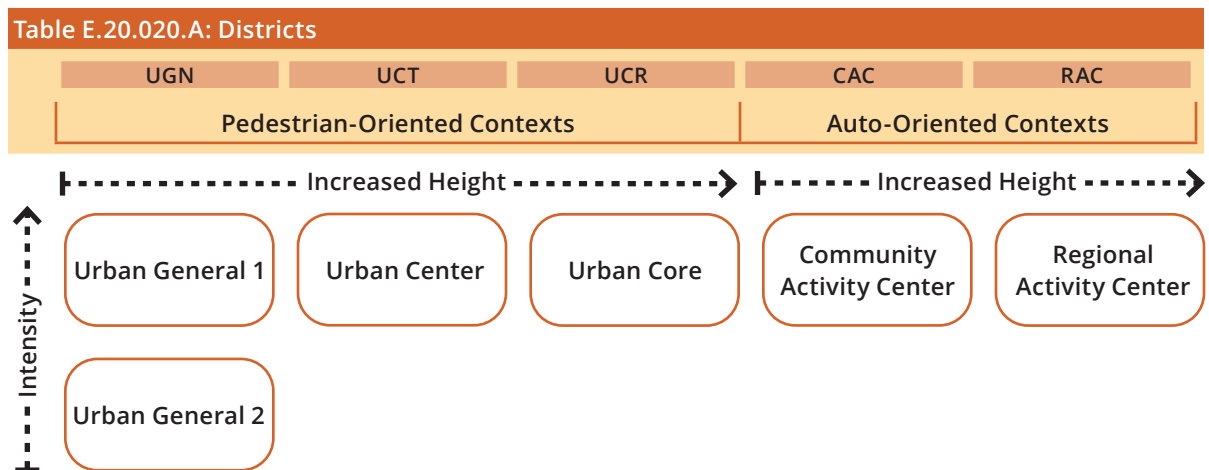 Table E.20.020.A: Districts
UGN UCT UCR CAC RAC
Pedestrian-Oriented Contexts Auto-Oriented Contexts
Increased Height Increased Height
Intensity
Urban General 1 Urban Center Urban Core Community Activity Center Regional Activity Center
Urban General 2